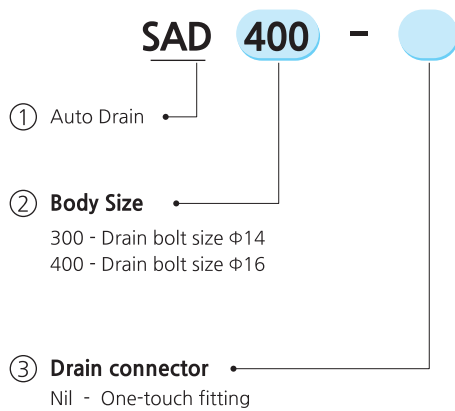 SAD 400 -
① Auto Drain
② Body Size
300 - Drain bolt size Φ14
400 - Drain bolt size Φ16
③ Drain connector
Nil - One-touch fitting